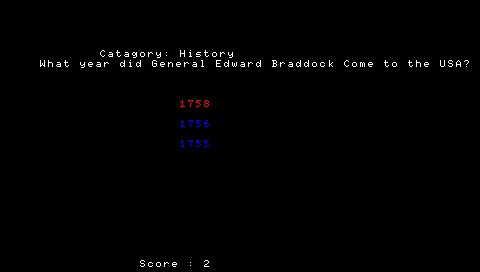 Catagory: History
What year did General Edward Braddock Come to the USA?
1758
1756
1755
Score : 2